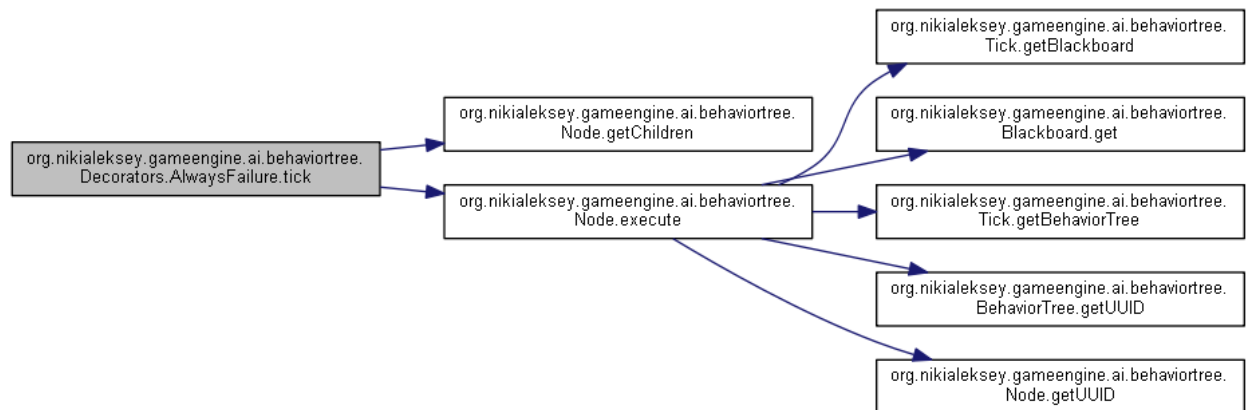 org.nikialeksey.gameengine.ai.behaviortree.
Tick.getBlackboard
org.nikialeksey.gameengine.ai.behaviortree.
Node.getChildren
org.nikialeksey.gameengine.ai.behaviortree.
Blackboard.get
org.nikialeksey.gameengine.ai.behaviortree.
Decorators.AlwaysFailure.tick
org.nikialeksey.gameengine.ai.behaviortree.
Node.execute
org.nikialeksey.gameengine.ai.behaviortree.
Tick.getBehaviorTree
org.nikialeksey.gameengine.ai.behaviortree.
BehaviorTree.getUUID
org.nikialeksey.gameengine.ai.behaviortree.
Node.getUUID